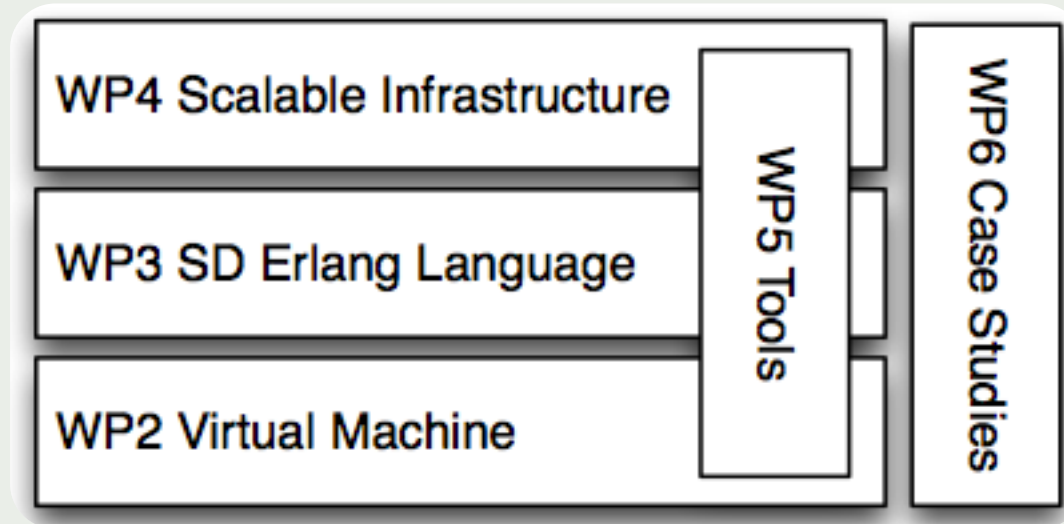 WP4 Scalable Infrastructure
WP3 SD Erlang Language
WP2 Virtual Machine
WP5 Tools
WP6 Case Studies